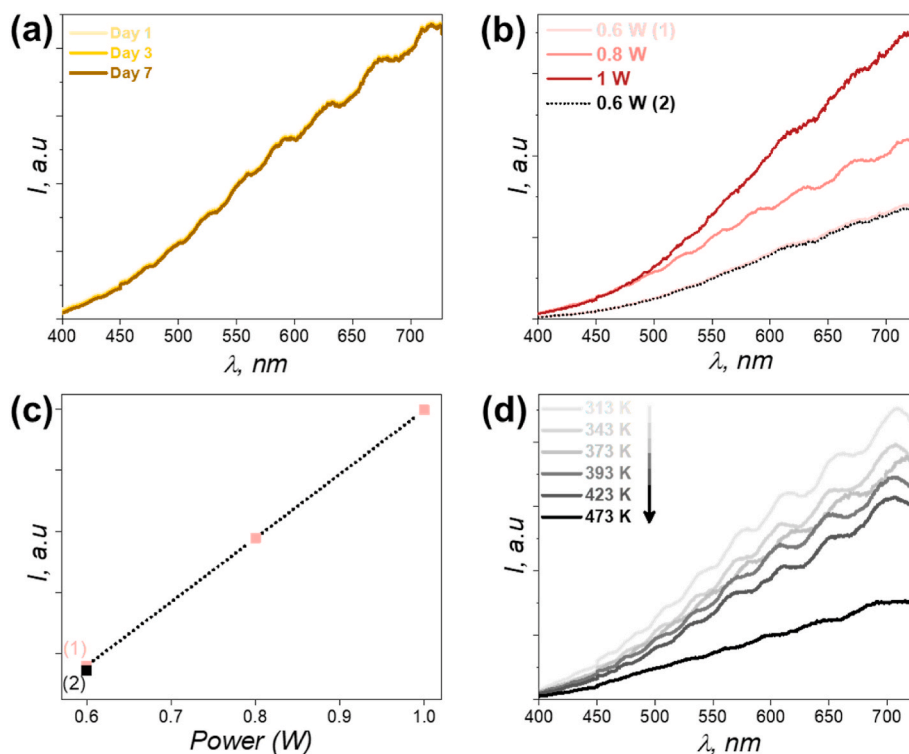 (a)
Day 1
Day 3
Day 7
I, a.u
400 450 500 550 600 650 700
λ, nm
(b)
0.6 W (1)
0.8 W
1 W
0.6 W (2)
I, a.u
400 450 500 550 600 650 700
λ, nm
(c)
(1)
(2)
I, a.u
0.6 0.7 0.8 0.9 1.0
Power (W)
(d)
313 K
343 K
373 K
393 K
423 K
473 K
I, a.u
400 450 500 550 600 650 700
λ, nm